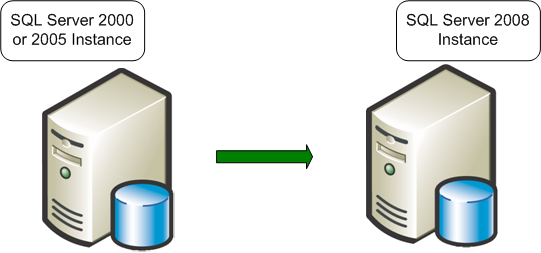 SQL Server 2000
or 2005 Instance
SQL Server 2008
Instance